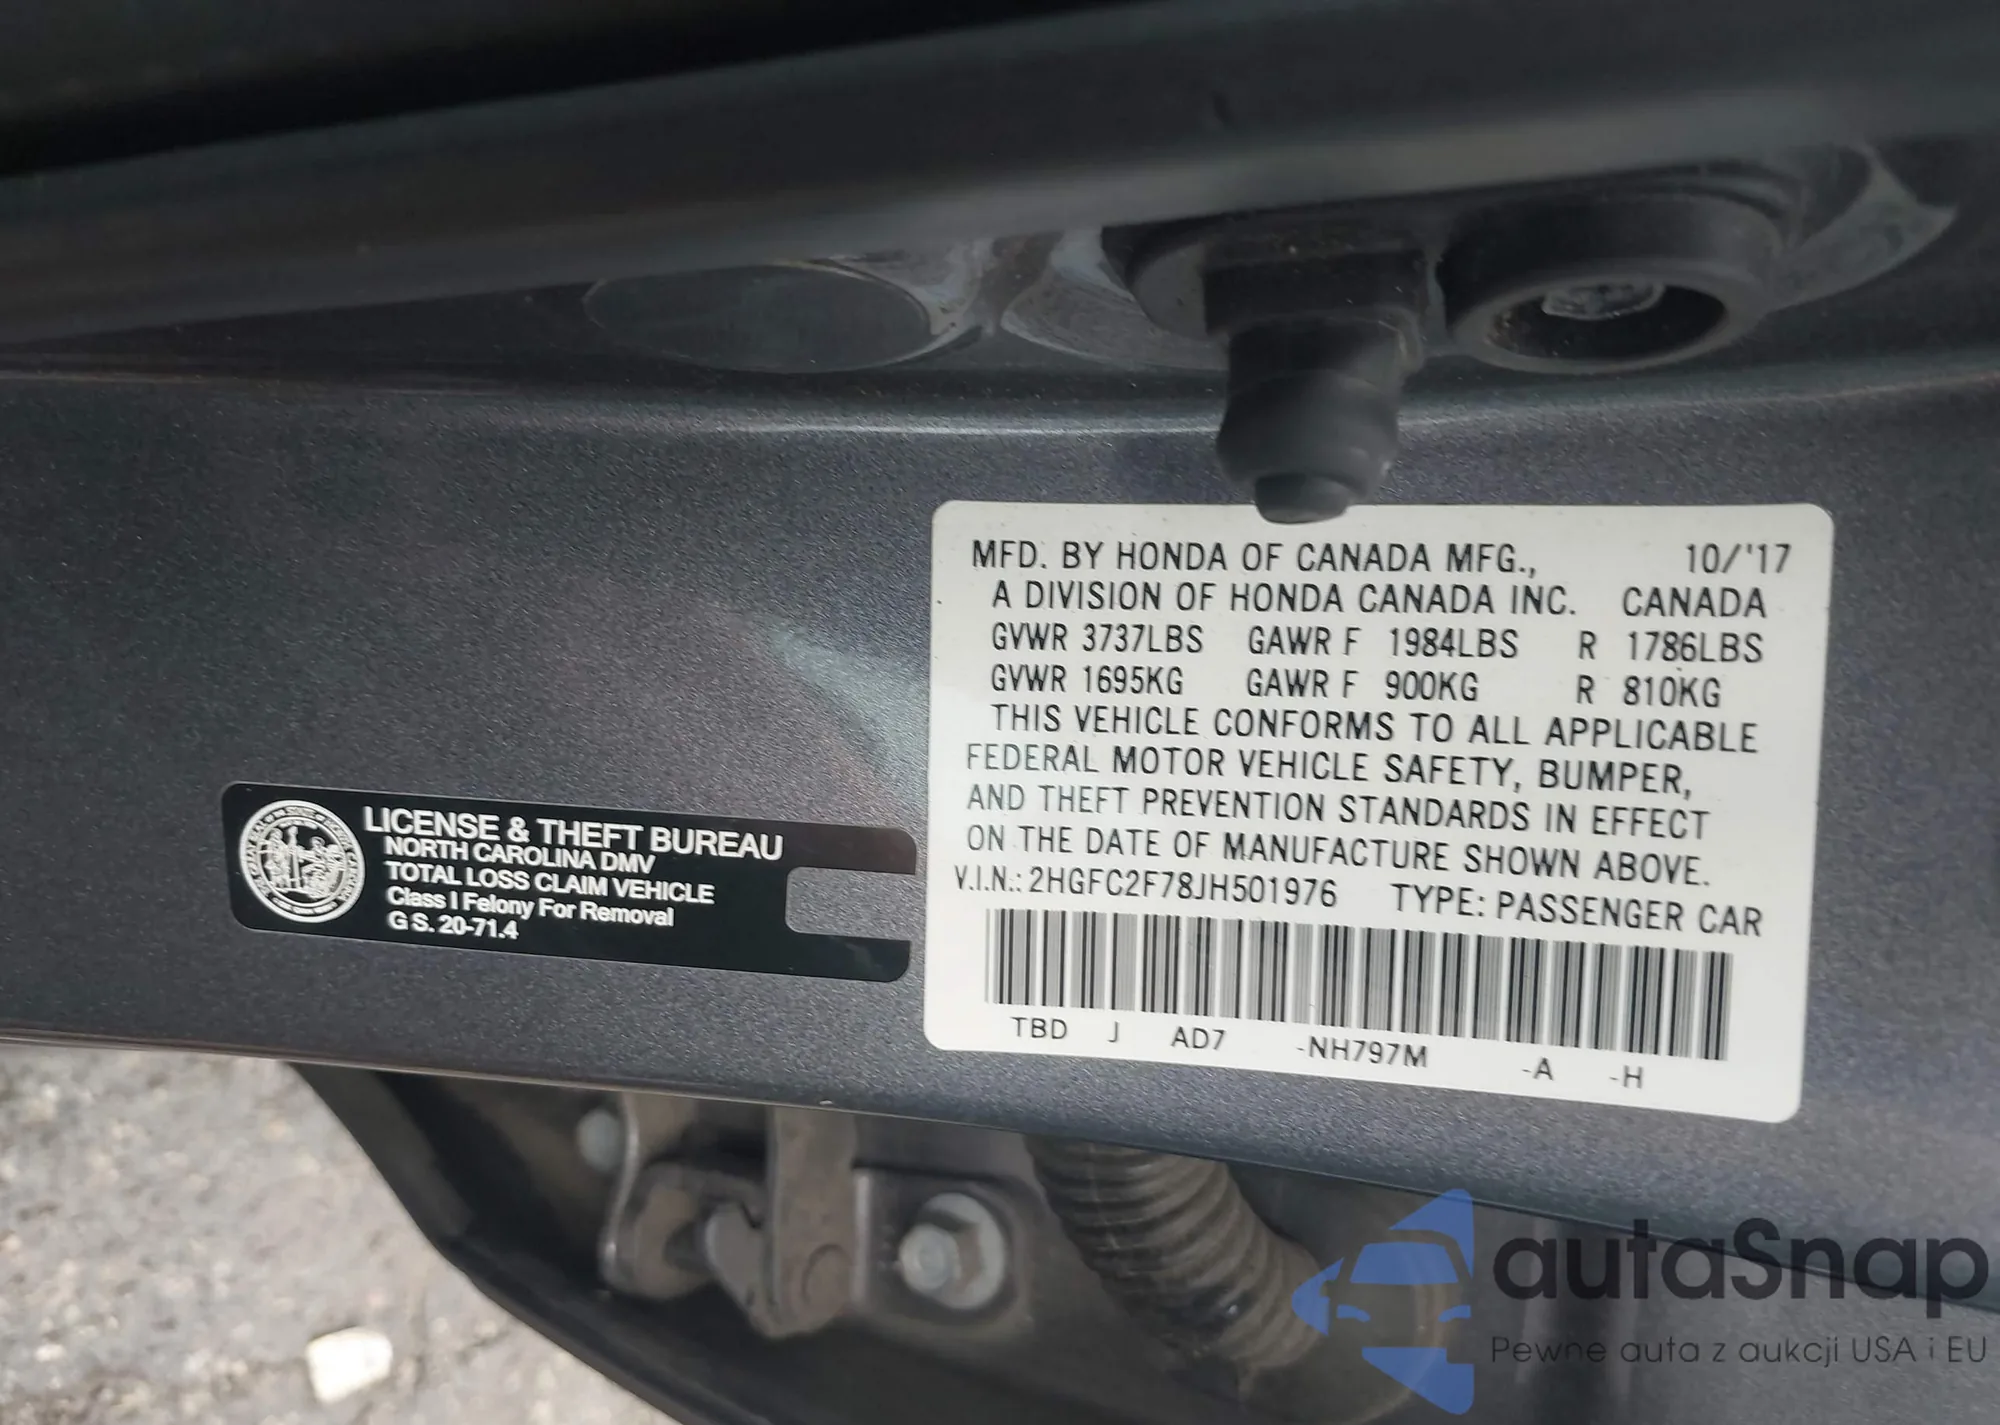 MFD. BY HONDA OF CANADA MFG., 10/'17
A DIVISION OF HONDA CANADA INC. CANADA
GVWR 3737LBS GAWR F 1984LBS R 1786LBS
GVWR 1695KG GAWR F 900KG R 810KG
THIS VEHICLE CONFORMS TO ALL APPLICABLE
FEDERAL MOTOR VEHICLE SAFETY, BUMPER,
AND THEFT PREVENTION STANDARDS IN EFFECT
ON THE DATE OF MANUFACTURE SHOWN ABOVE.
V.I.N.: 2HGFC2F78JH501976 TYPE: PASSENGER CAR
TBD J AD7 -NH797M -A -H
LICENSE & THEFT BUREAU
NORTH CAROLINA DMV
TOTAL LOSS CLAIM VEHICLE
Class I Felony For Removal
G S. 20-71.4
autaSnap
Pewne auta z aukcji USA i EU